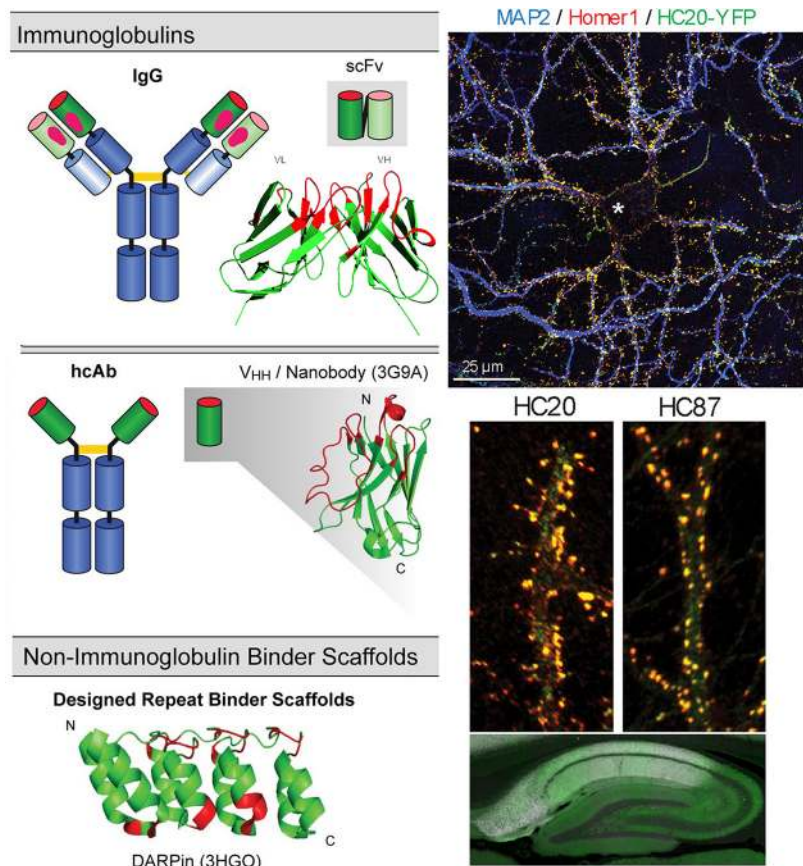 Immunoglobulins
IgG
scFv
VL
VH
hcAb
VHH / Nanobody (3G9A)
N
C
Non-Immunoglobulin Binder Scaffolds
Designed Repeat Binder Scaffolds
N
C
DARPin (3HGO)
MAP2 / Homer1 / HC20-YFP
*
25 µm
HC20
HC87